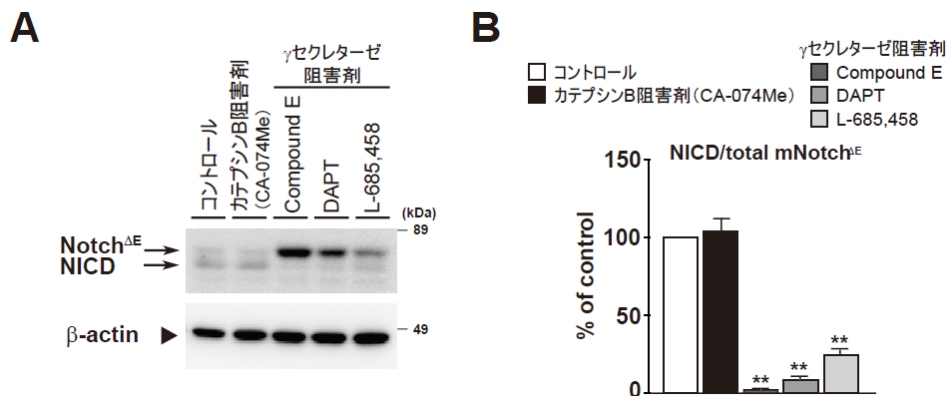 A
γセクレターゼ
阻害剤
コントロール
カテプシンB阻害剤
(CA-074Me)
Compound E
DAPT
L-685,458
(kDa)
89
NotchΔE
NICD
49
β-actin
B
コントロール
カテプシンB阻害剤(CA-074Me)
γセクレターゼ阻害剤
Compound E
DAPT
L-685,458
NICD/total mNotchΔE
% of control
150
100
50
0
**
**
**